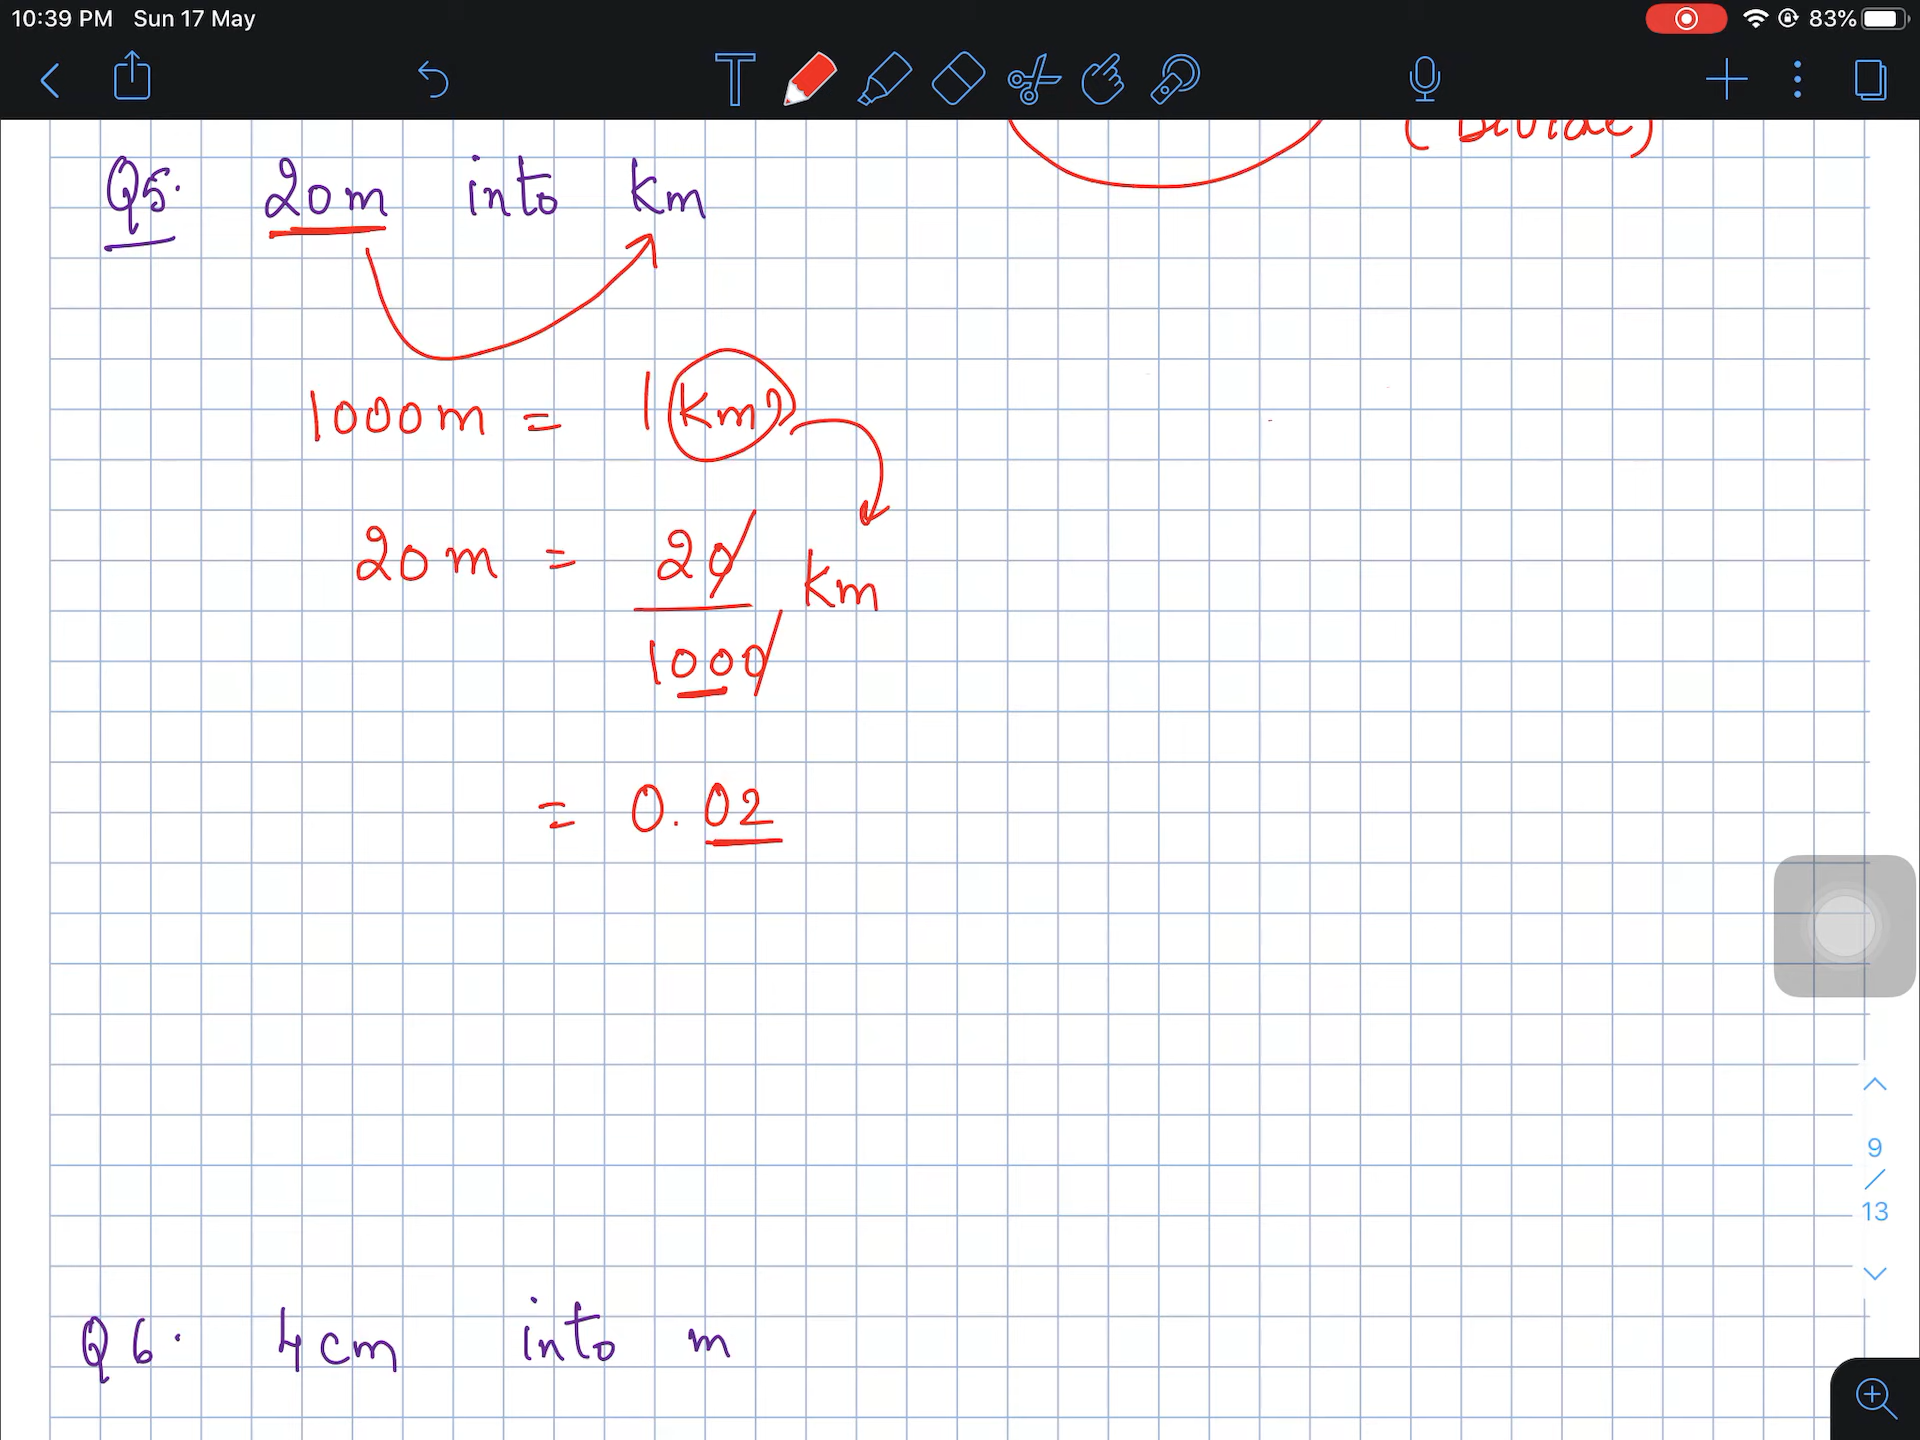 10:39 PM Sun 17 May 83%
(Divide)
Q5. 20m into km
1000m = 1 km
20m = 20/1000 km
= 0.02
9
/
13
Q6. 4cm into m